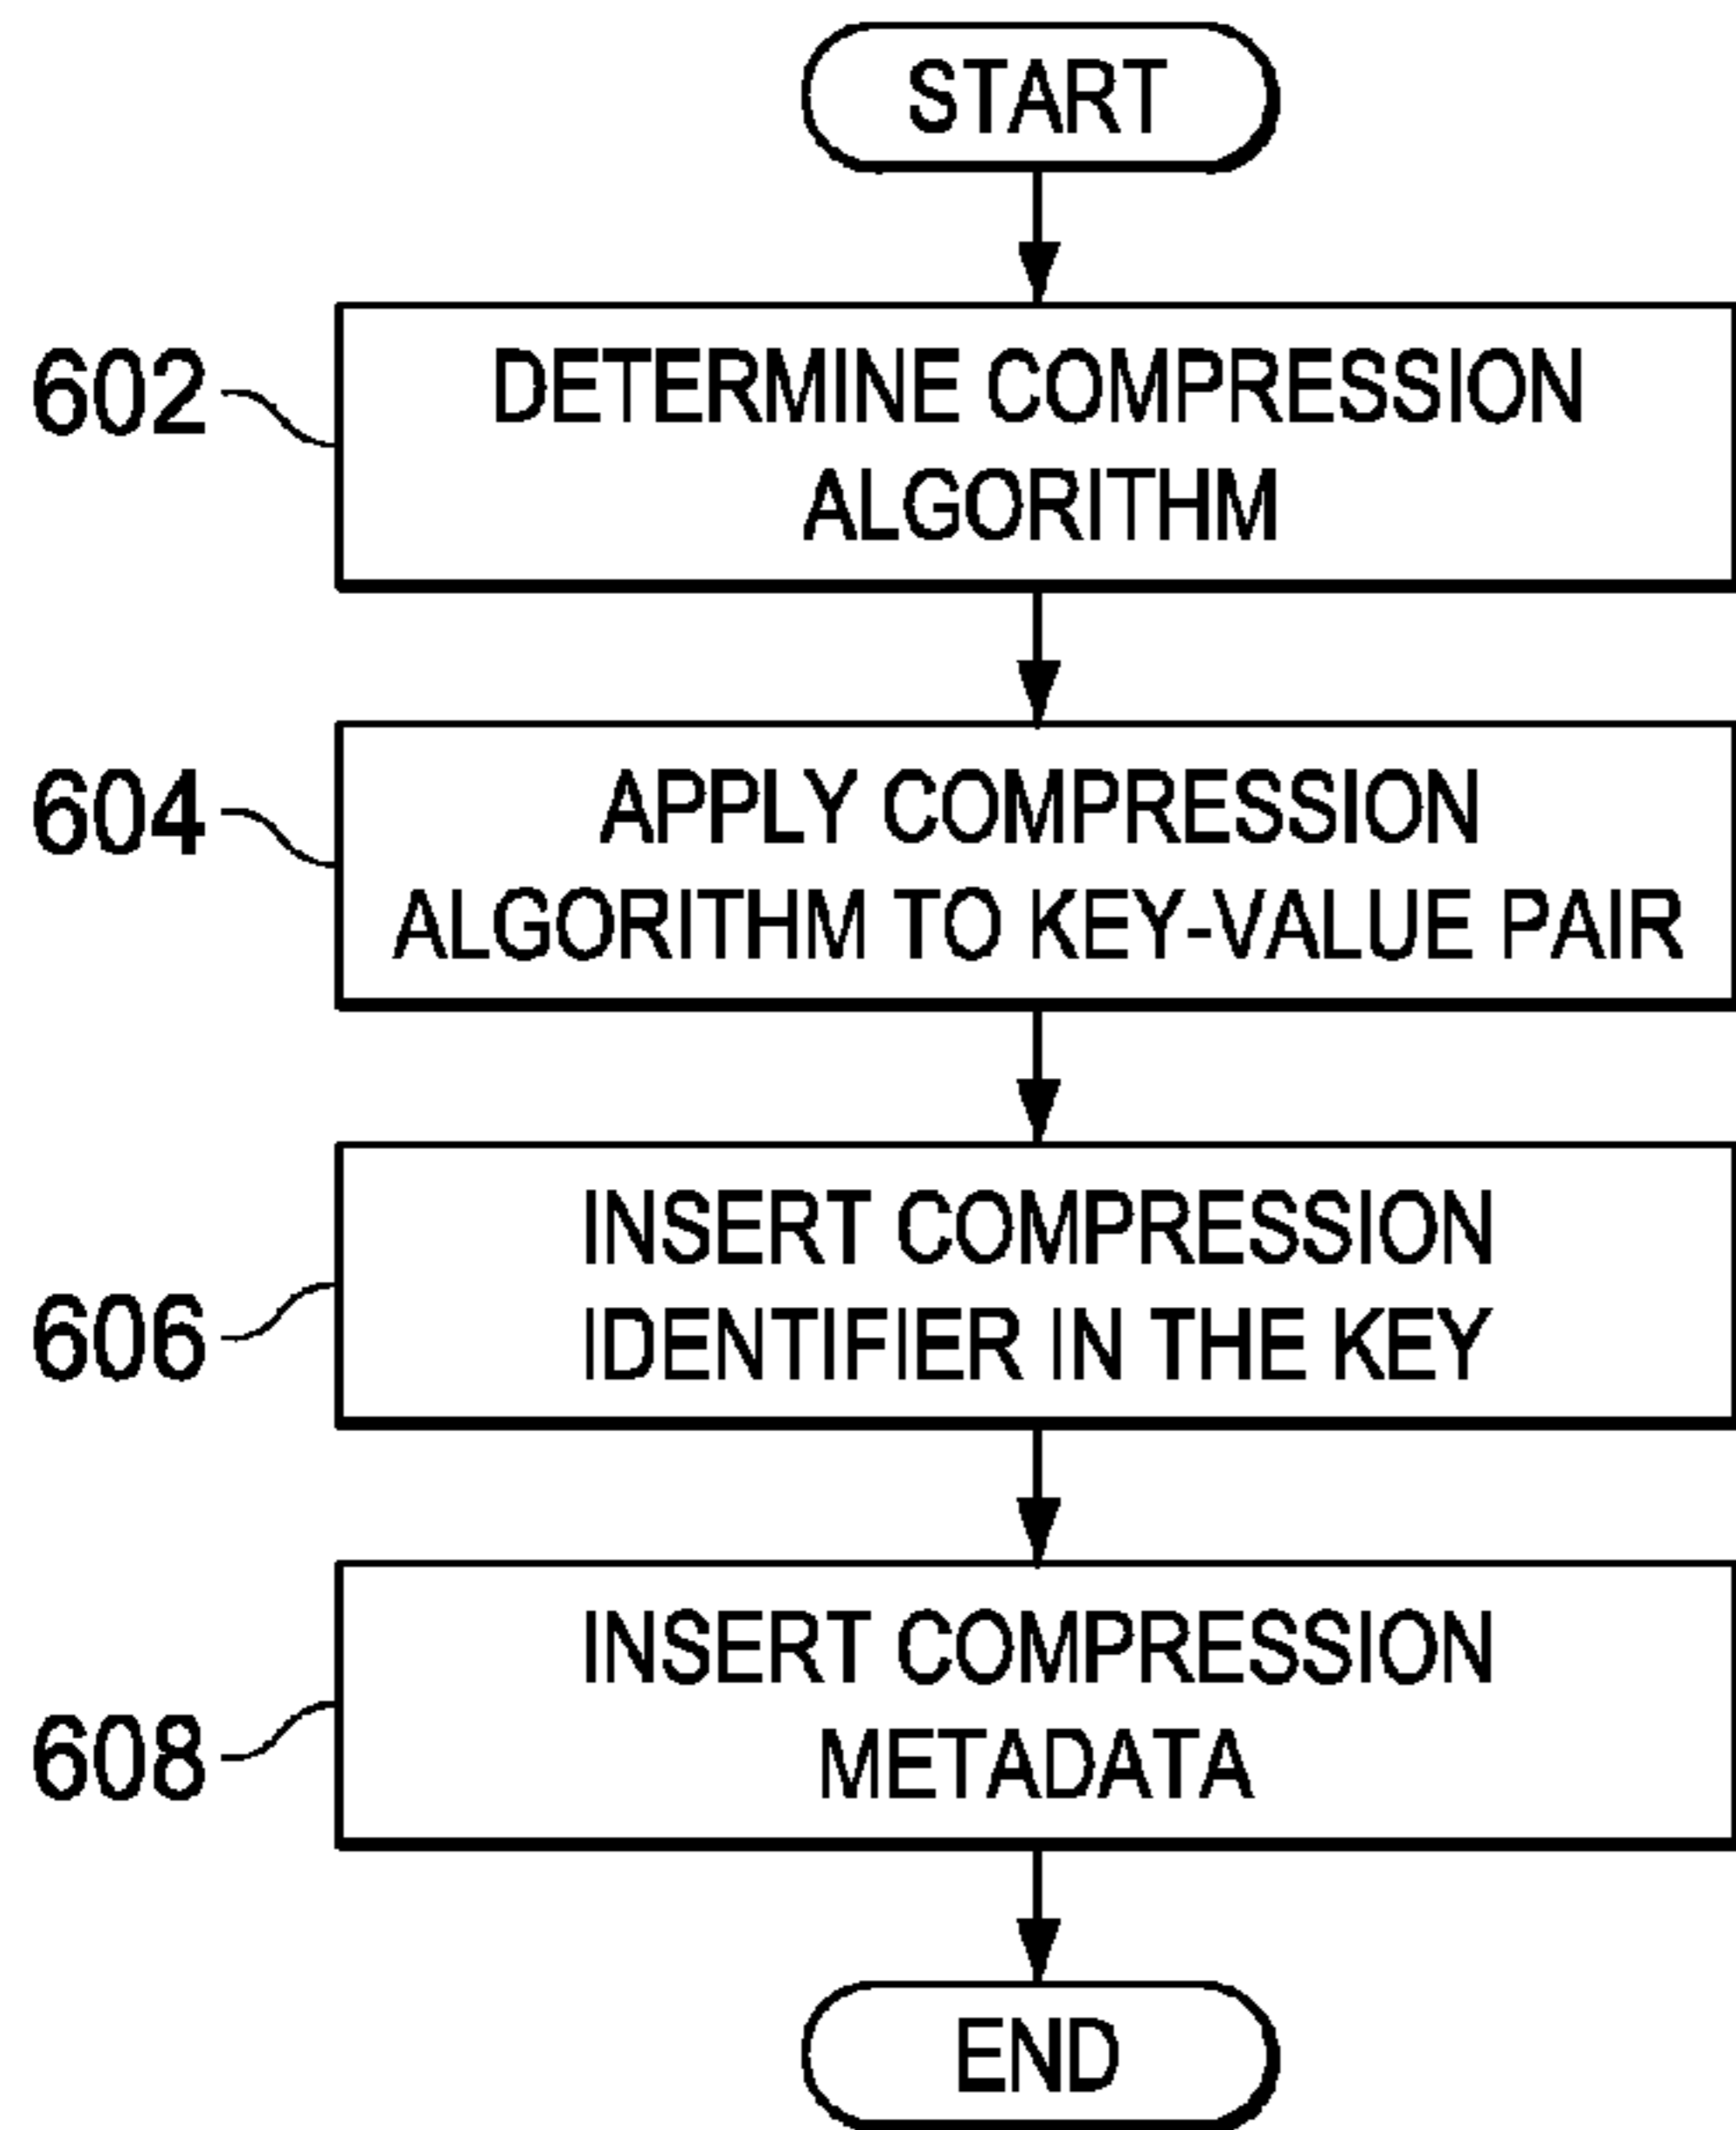 START
602
DETERMINE COMPRESSION
ALGORITHM
604
APPLY COMPRESSION
ALGORITHM TO KEY-VALUE PAIR
606
INSERT COMPRESSION
IDENTIFIER IN THE KEY
608
INSERT COMPRESSION
METADATA
END